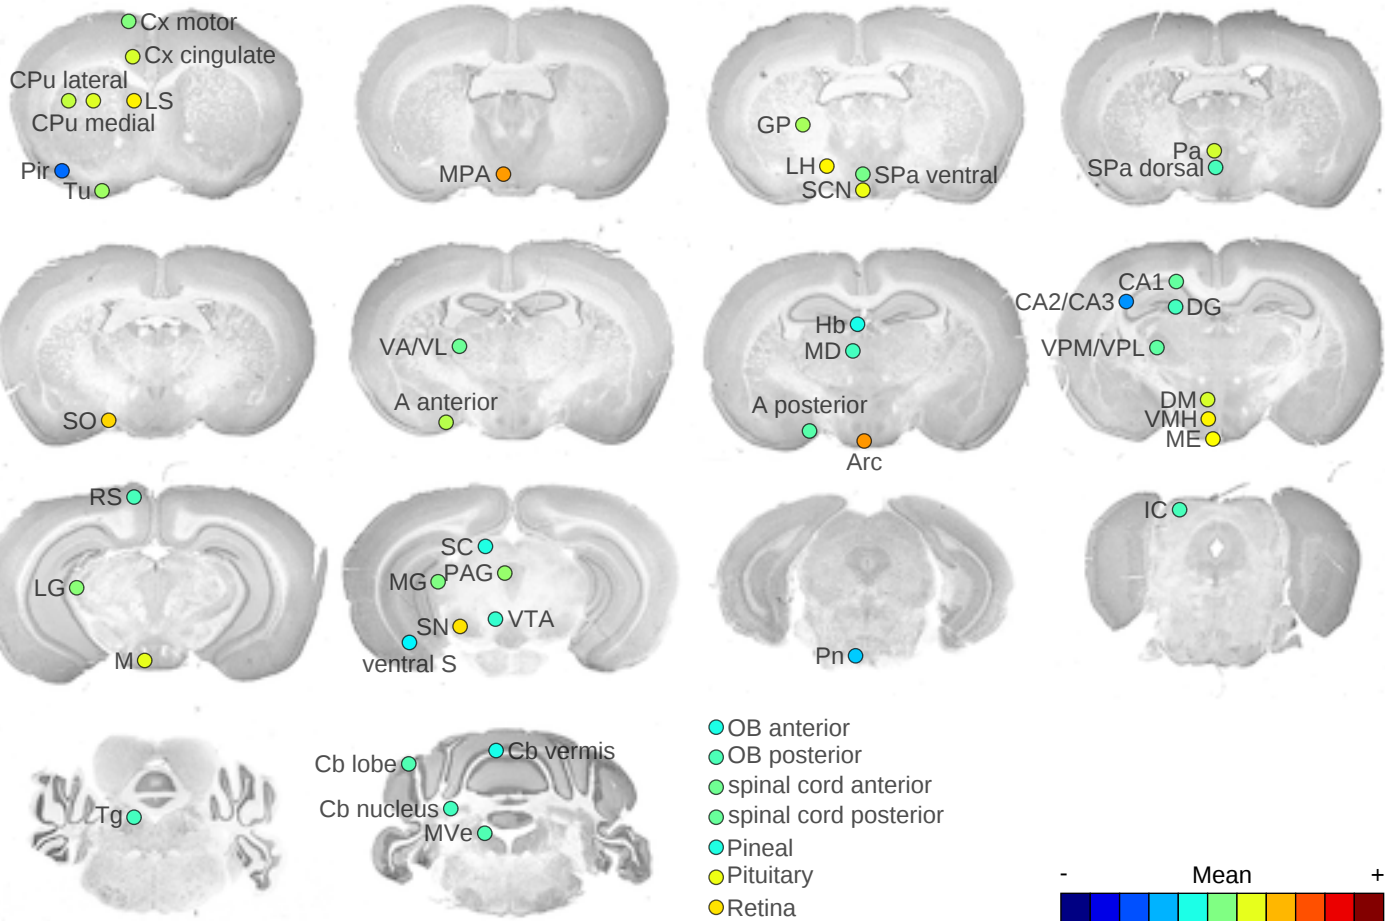 Cx motor
Cx cingulate
CPu lateral
LS
CPu medial
Pir
Tu
MPA
GP
LH
SPa ventral
SCN
Pa
SPa dorsal
SO
VA/VL
A anterior
Hb
MD
A posterior
Arc
CA1
CA2/CA3
DG
VPM/VPL
DM
VMH
ME
RS
LG
M
SC
MG
PAG
SN
VTA
ventral S
Pn
IC
Tg
Cb lobe
Cb vermis
Cb nucleus
MVe
OB anterior
OB posterior
spinal cord anterior
spinal cord posterior
Pineal
Pituitary
Retina
- Mean +